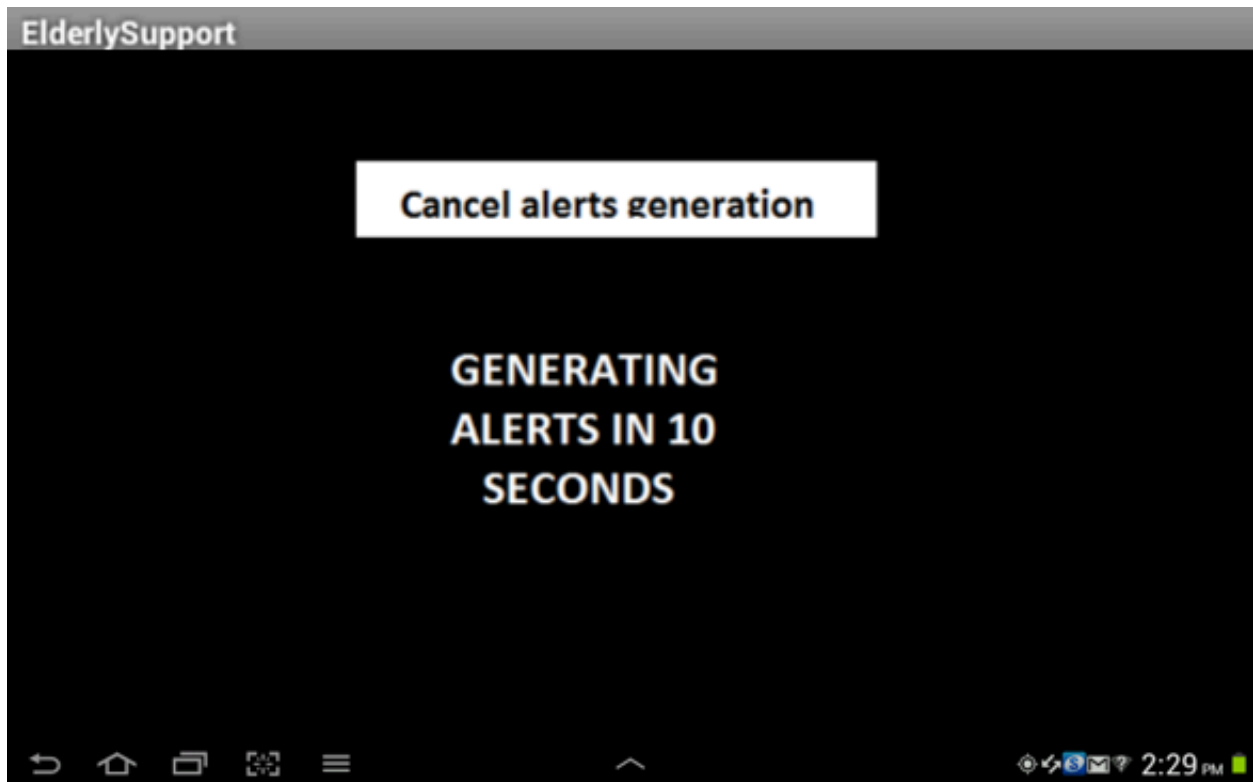 ElderlySupport
Cancel alerts generation
GENERATING
ALERTS IN 10
SECONDS
2:29 PM